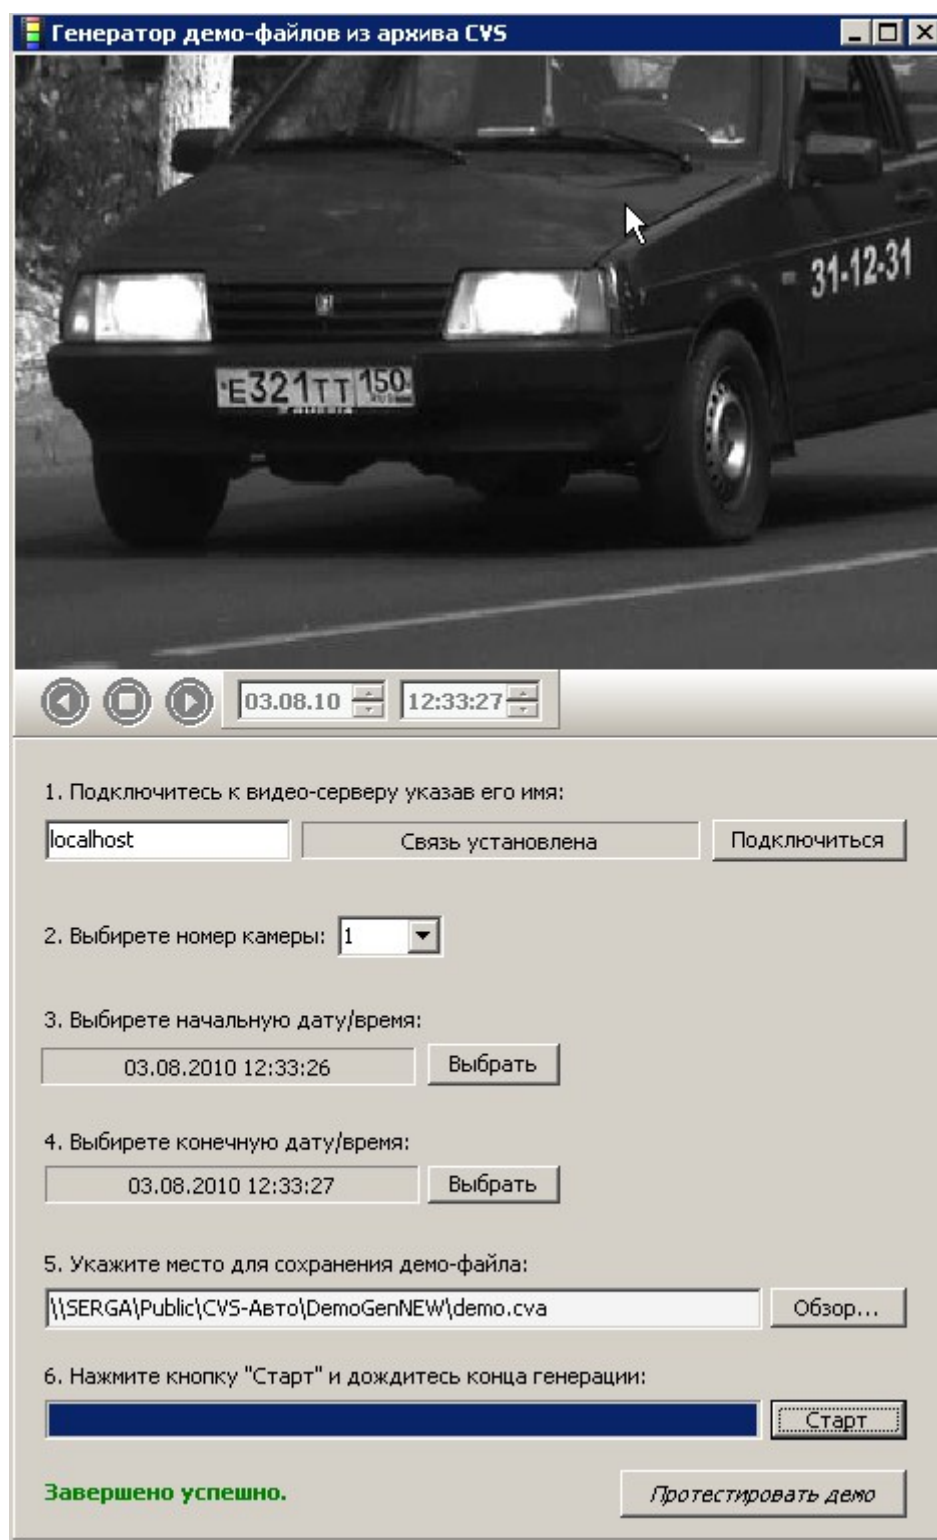 Генератор демо-файлов из архива CVS
31-12-31
Е321ТТ 150
RUS
03.08.10 12:33:27
1. Подключитесь к видео-серверу указав его имя:
localhost Связь установлена Подключиться
2. Выбирете номер камеры: 1
3. Выбирете начальную дату/время:
03.08.2010 12:33:26 Выбрать
4. Выбирете конечную дату/время:
03.08.2010 12:33:27 Выбрать
5. Укажите место для сохранения демо-файла:
\\SERGA\Public\CVS-Авто\DemoGenNEW\demo.cva Обзор...
6. Нажмите кнопку "Старт" и дождитесь конца генерации:
Старт
Завершено успешно. Протестировать демо